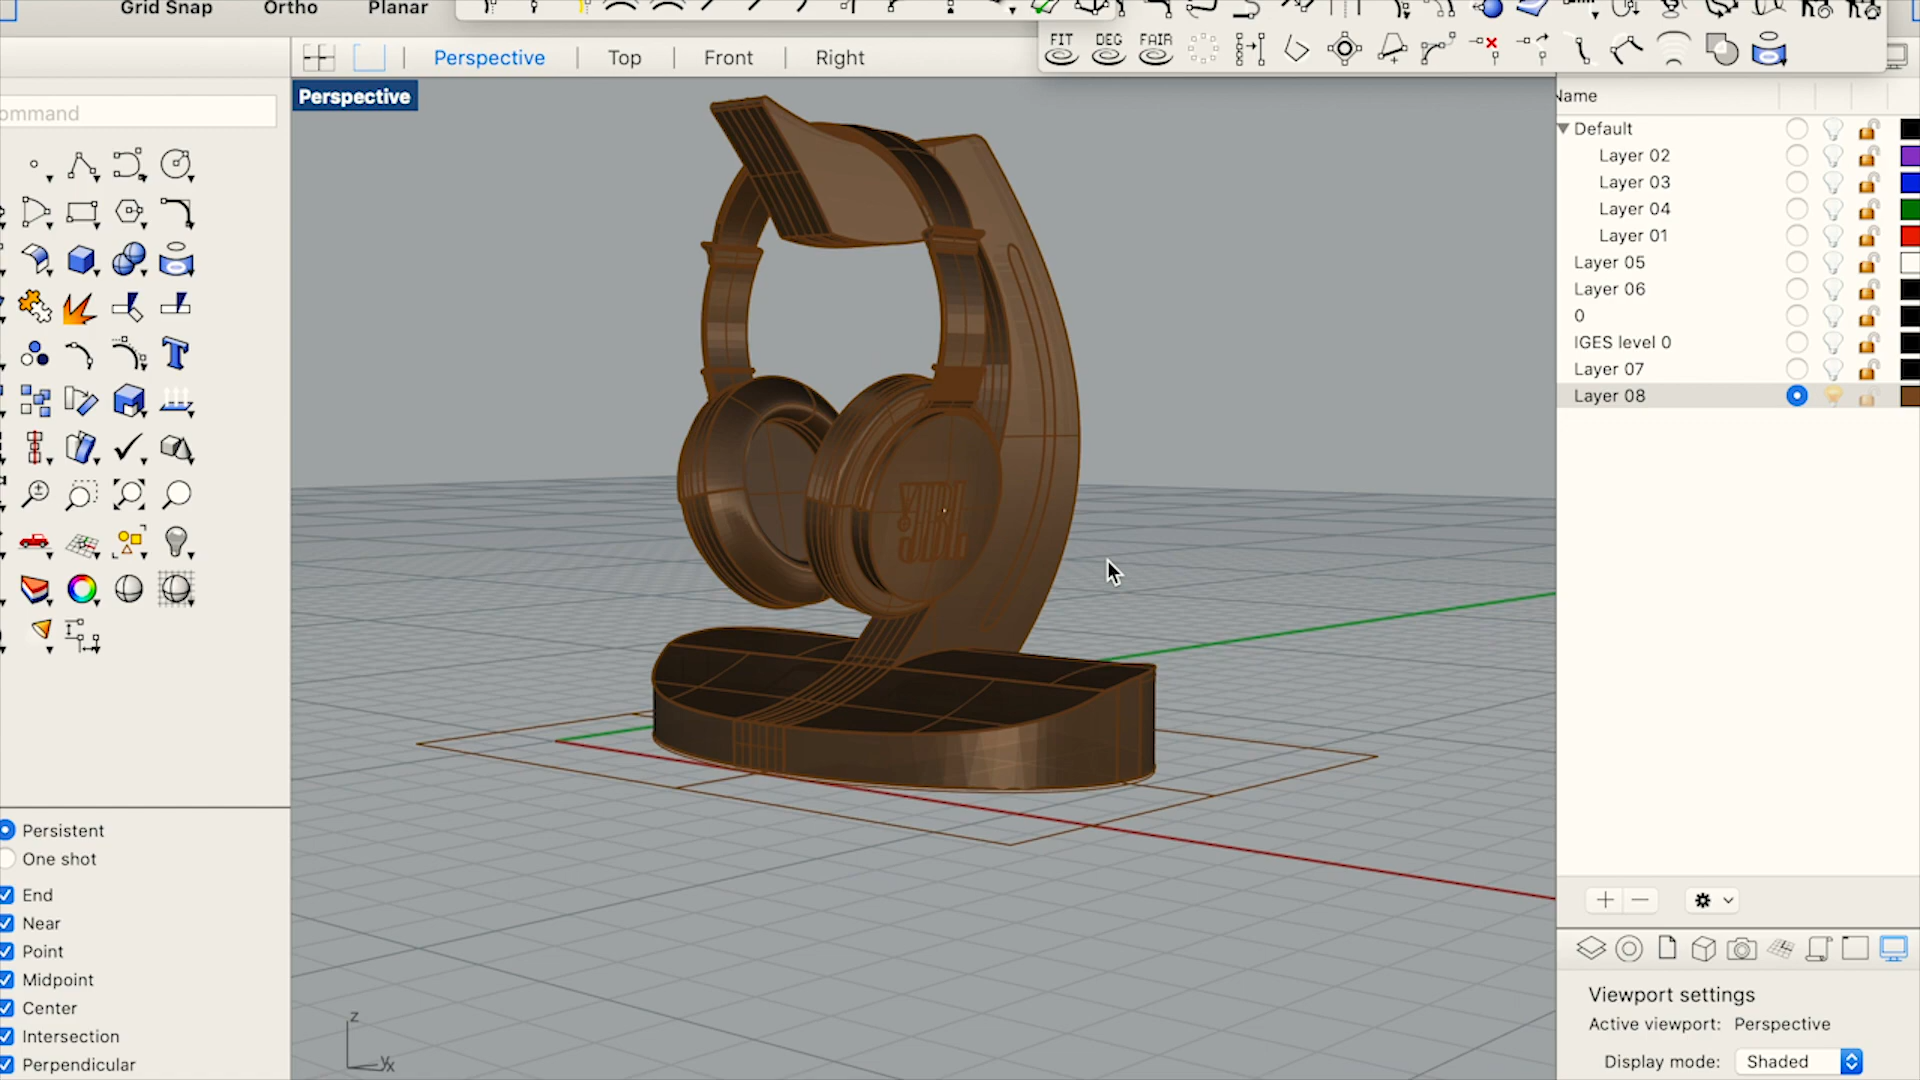 Grid Snap
Ortho
Planar
FIT
DEG
FAIR
Perspective
Top
Front
Right
Perspective
ommand
Name
Default
Layer 02
Layer 03
Layer 04
Layer 01
Layer 05
Layer 06
0
IGES level 0
Layer 07
Layer 08
JBL
Persistent
One shot
End
Near
Point
Midpoint
Center
Intersection
Perpendicular
z
y
x
Viewport settings
Active viewport: Perspective
Display mode: Shaded